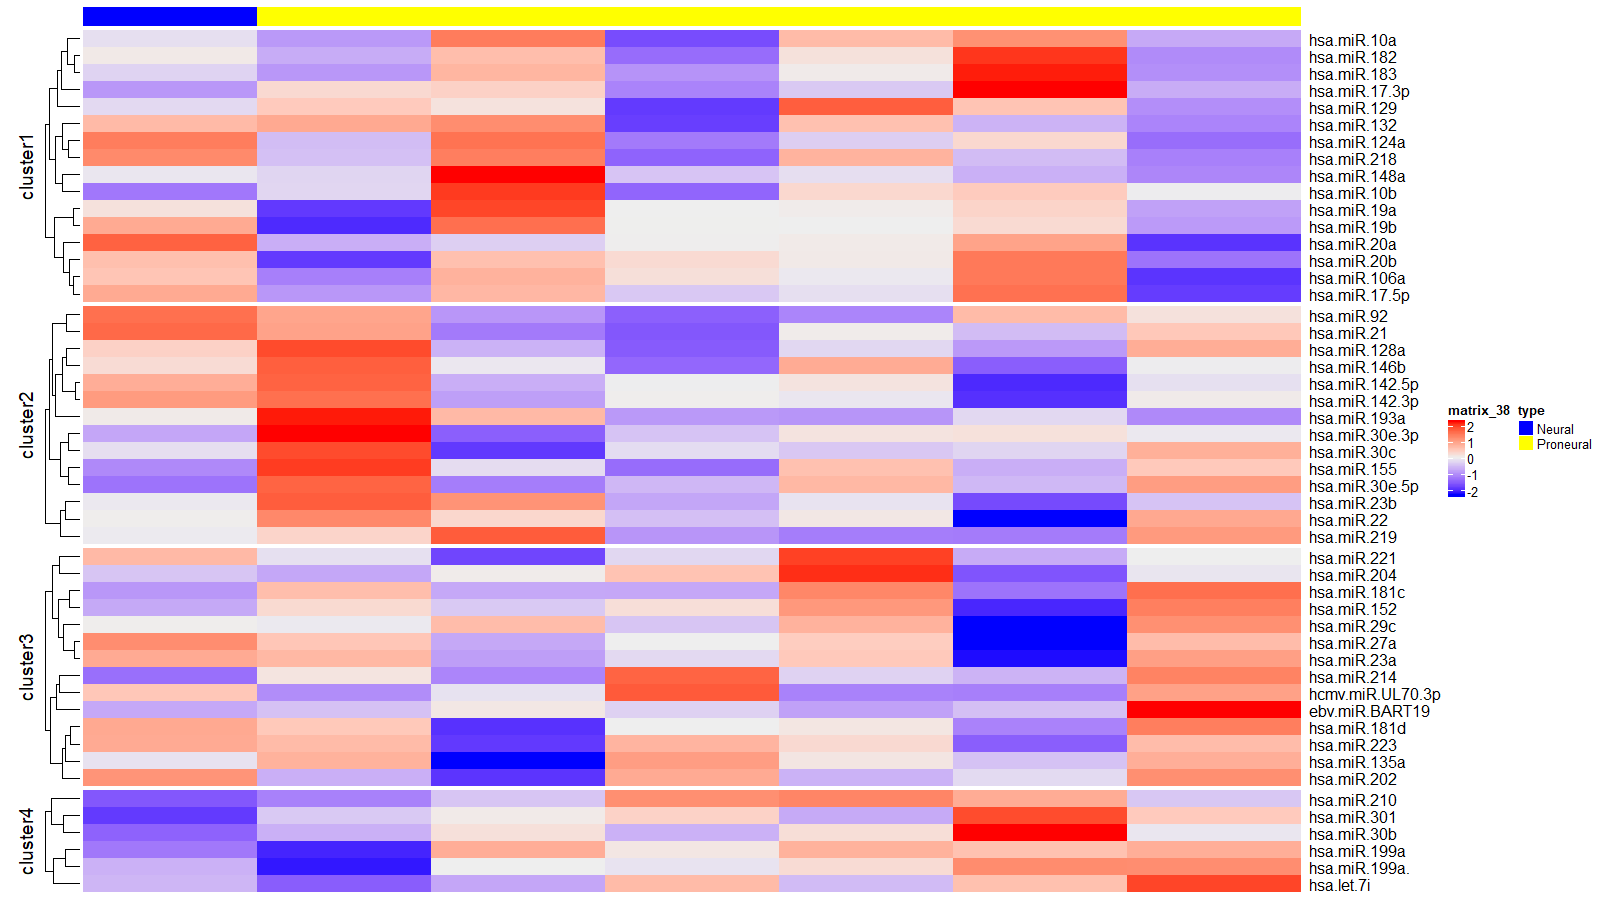 cluster1
hsa.miR.10a
hsa.miR.182
hsa.miR.183
hsa.miR.17.3p
hsa.miR.129
hsa.miR.132
hsa.miR.124a
hsa.miR.218
hsa.miR.148a
hsa.miR.10b
hsa.miR.19a
hsa.miR.19b
hsa.miR.20a
hsa.miR.20b
hsa.miR.106a
hsa.miR.17.5p
cluster2
hsa.miR.92
hsa.miR.21
hsa.miR.128a
hsa.miR.146b
hsa.miR.142.5p
hsa.miR.142.3p
hsa.miR.193a
hsa.miR.30e.3p
hsa.miR.30c
hsa.miR.155
hsa.miR.30e.5p
hsa.miR.23b
hsa.miR.22
hsa.miR.219
cluster3
hsa.miR.221
hsa.miR.204
hsa.miR.181c
hsa.miR.152
hsa.miR.29c
hsa.miR.27a
hsa.miR.23a
hsa.miR.214
hcmv.miR.UL70.3p
ebv.miR.BART19
hsa.miR.181d
hsa.miR.223
hsa.miR.135a
hsa.miR.202
cluster4
hsa.miR.210
hsa.miR.301
hsa.miR.30b
hsa.miR.199a
hsa.miR.199a.
hsa.let.7i
matrix_38
2
1
0
-1
-2
type
Neural
Proneural